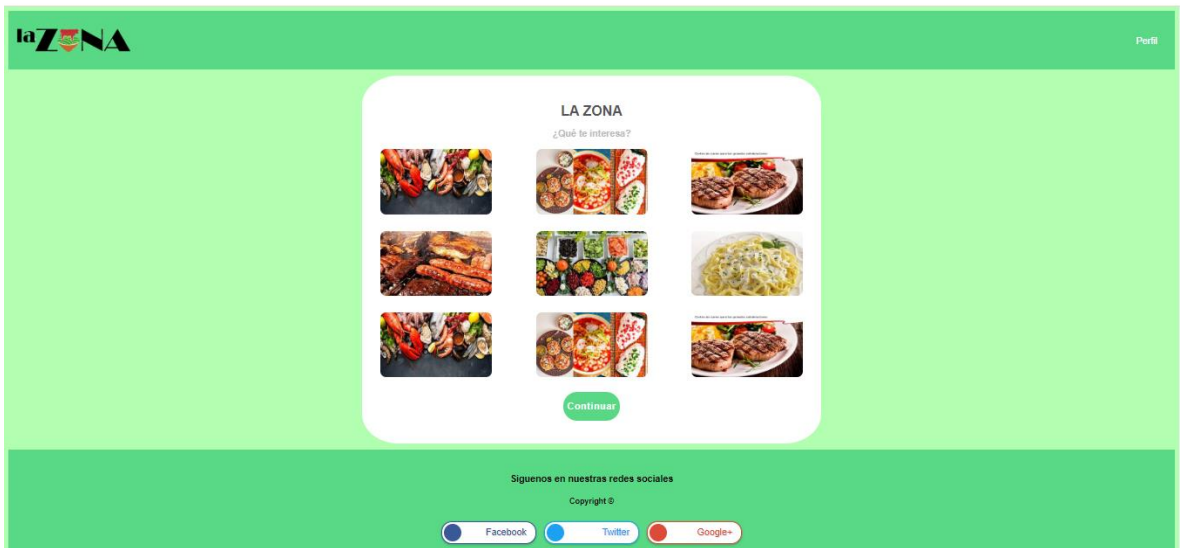 laZONA
Perfil
LA ZONA
¿Qué te interesa?
Continuar
Siguenos en nuestras redes sociales
Copyright ©
Facebook
Twitter
Google+